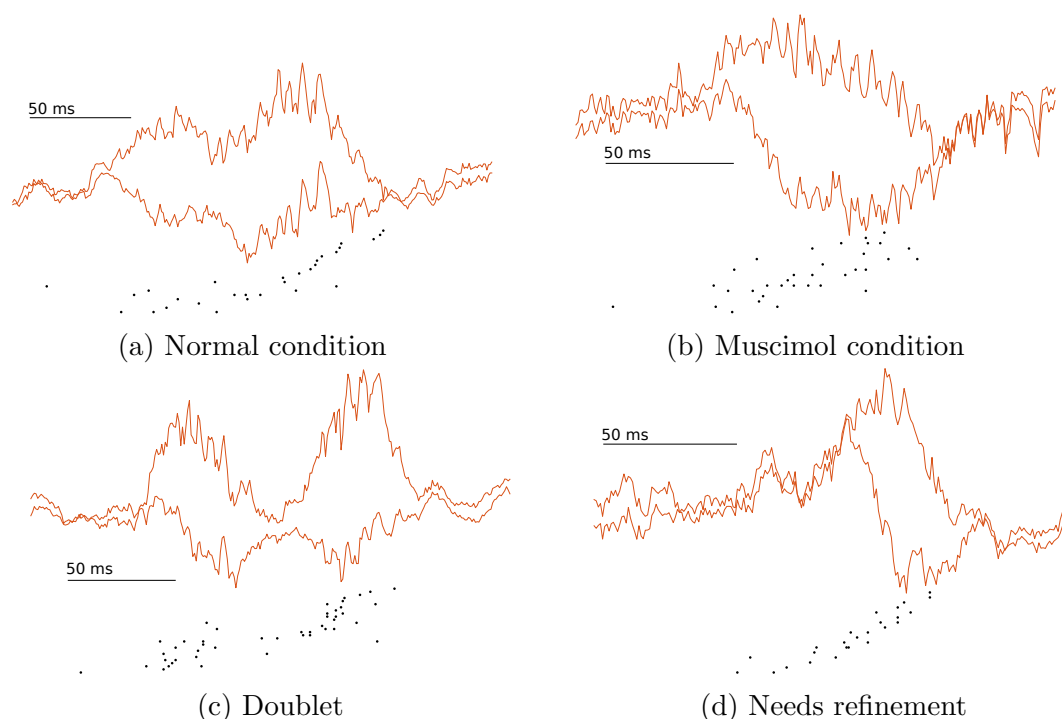 50 ms
50 ms
(a) Normal condition
(b) Muscimol condition
50 ms
50 ms
(c) Doublet
(d) Needs refinement